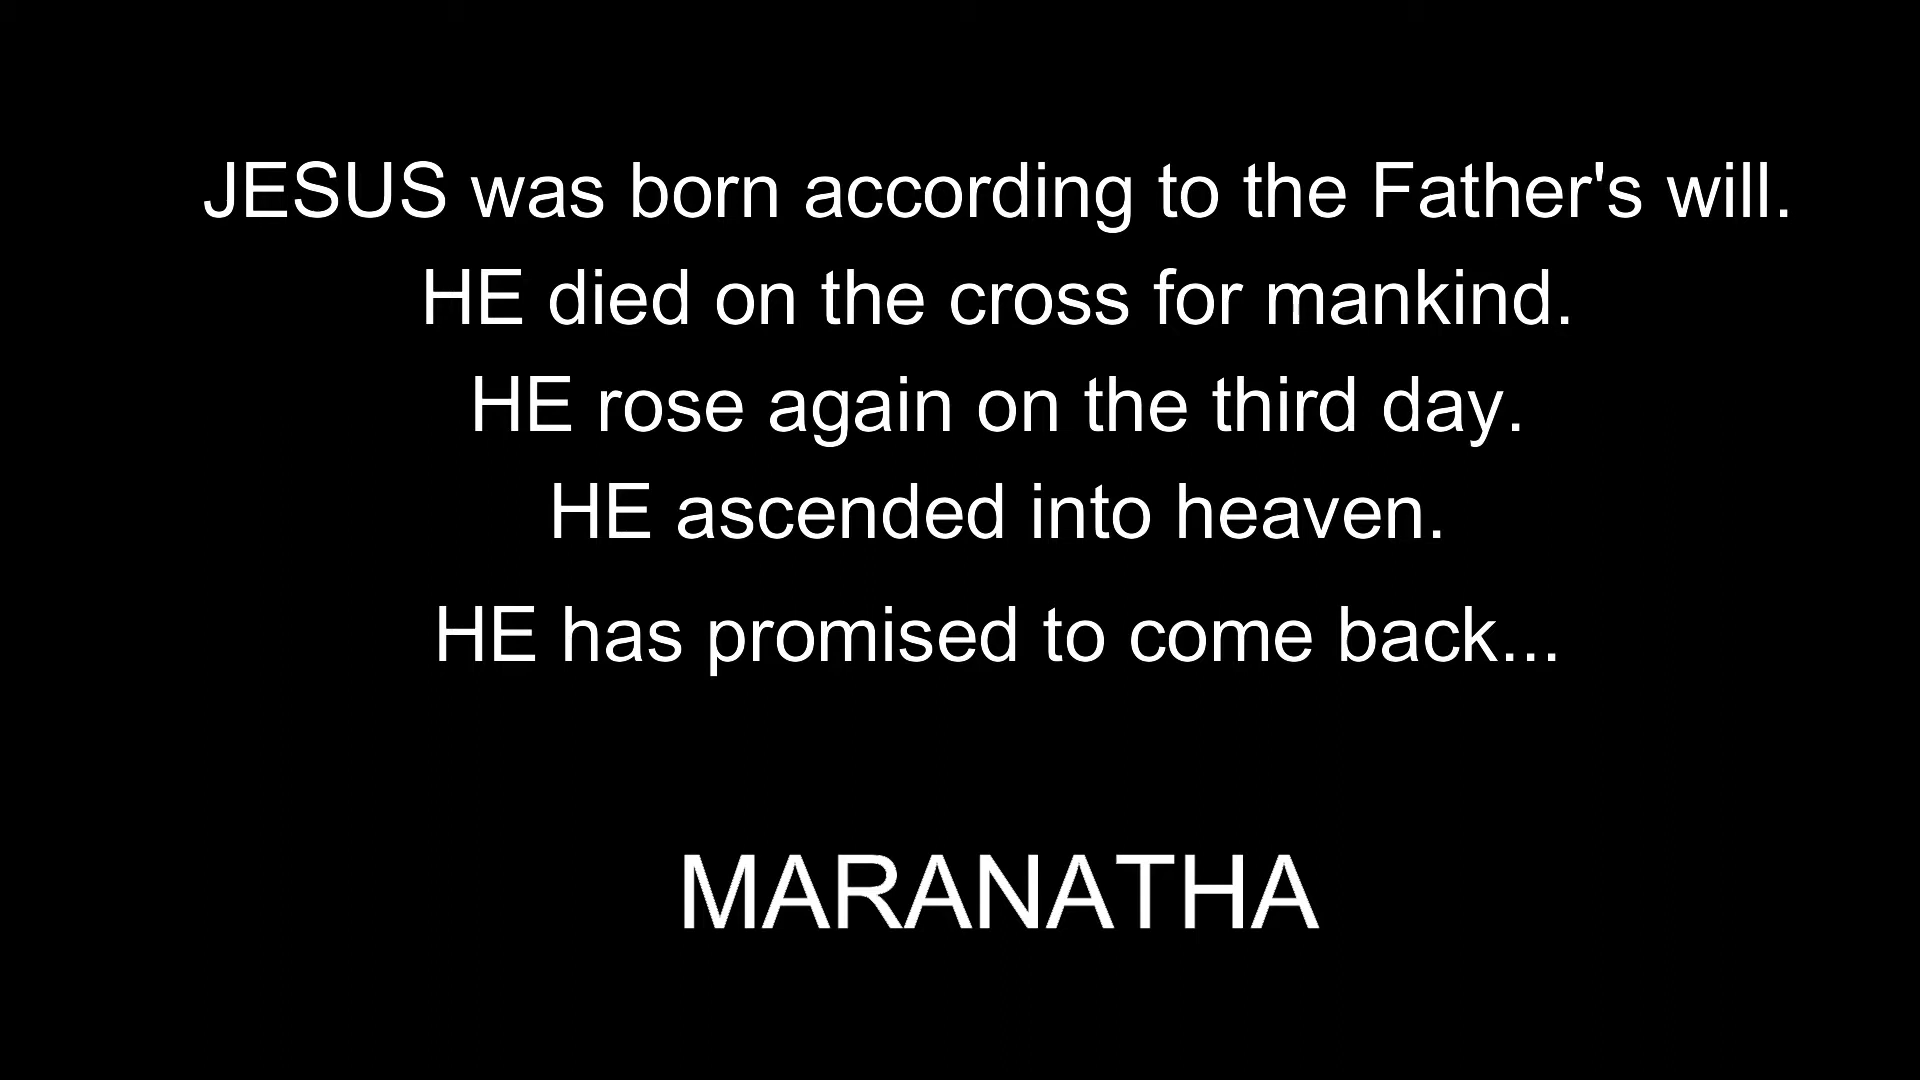 JESUS was born according to the Father's will.
HE died on the cross for mankind.
HE rose again on the third day.
HE ascended into heaven.
HE has promised to come back...
MARANATHA